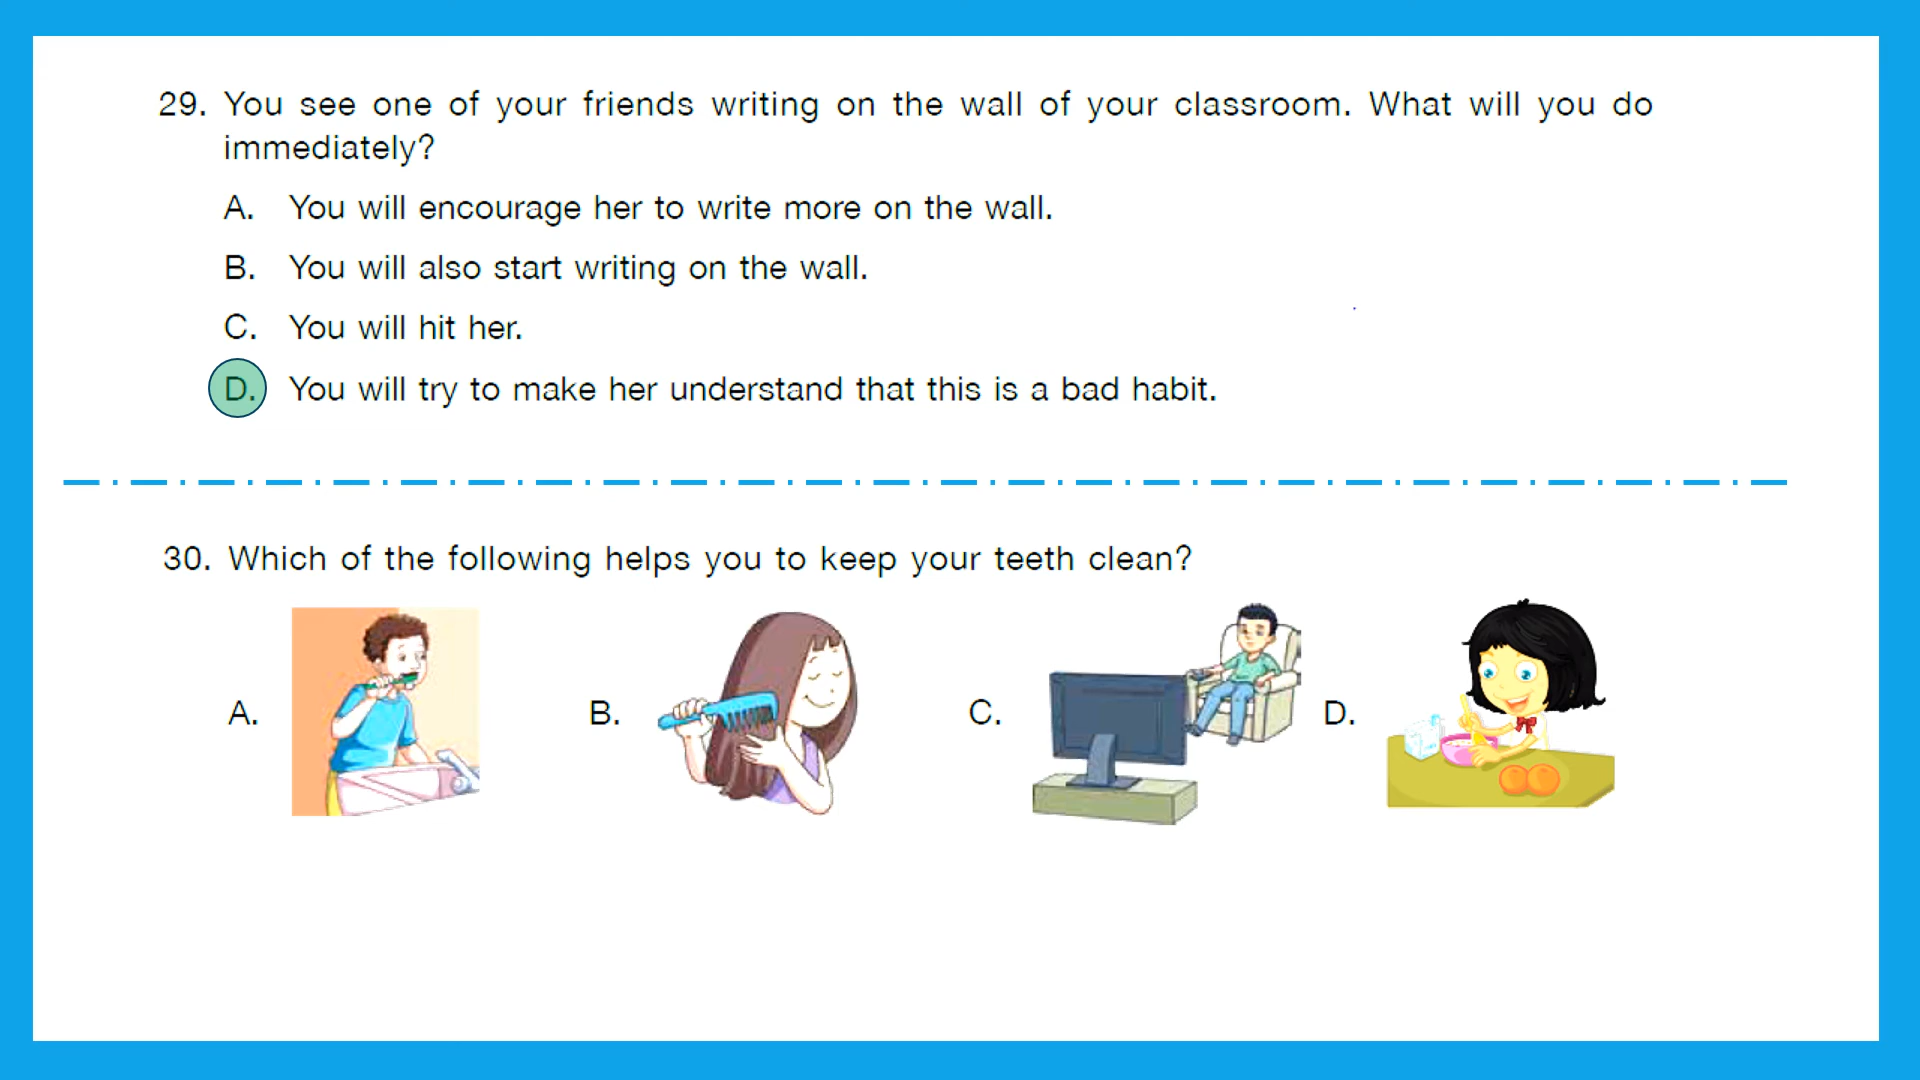 29. You see one of your friends writing on the wall of your classroom. What will you do
immediately?
A. You will encourage her to write more on the wall.
B. You will also start writing on the wall.
C. You will hit her.
D. You will try to make her understand that this is a bad habit.
30. Which of the following helps you to keep your teeth clean?
A. B. C. D.